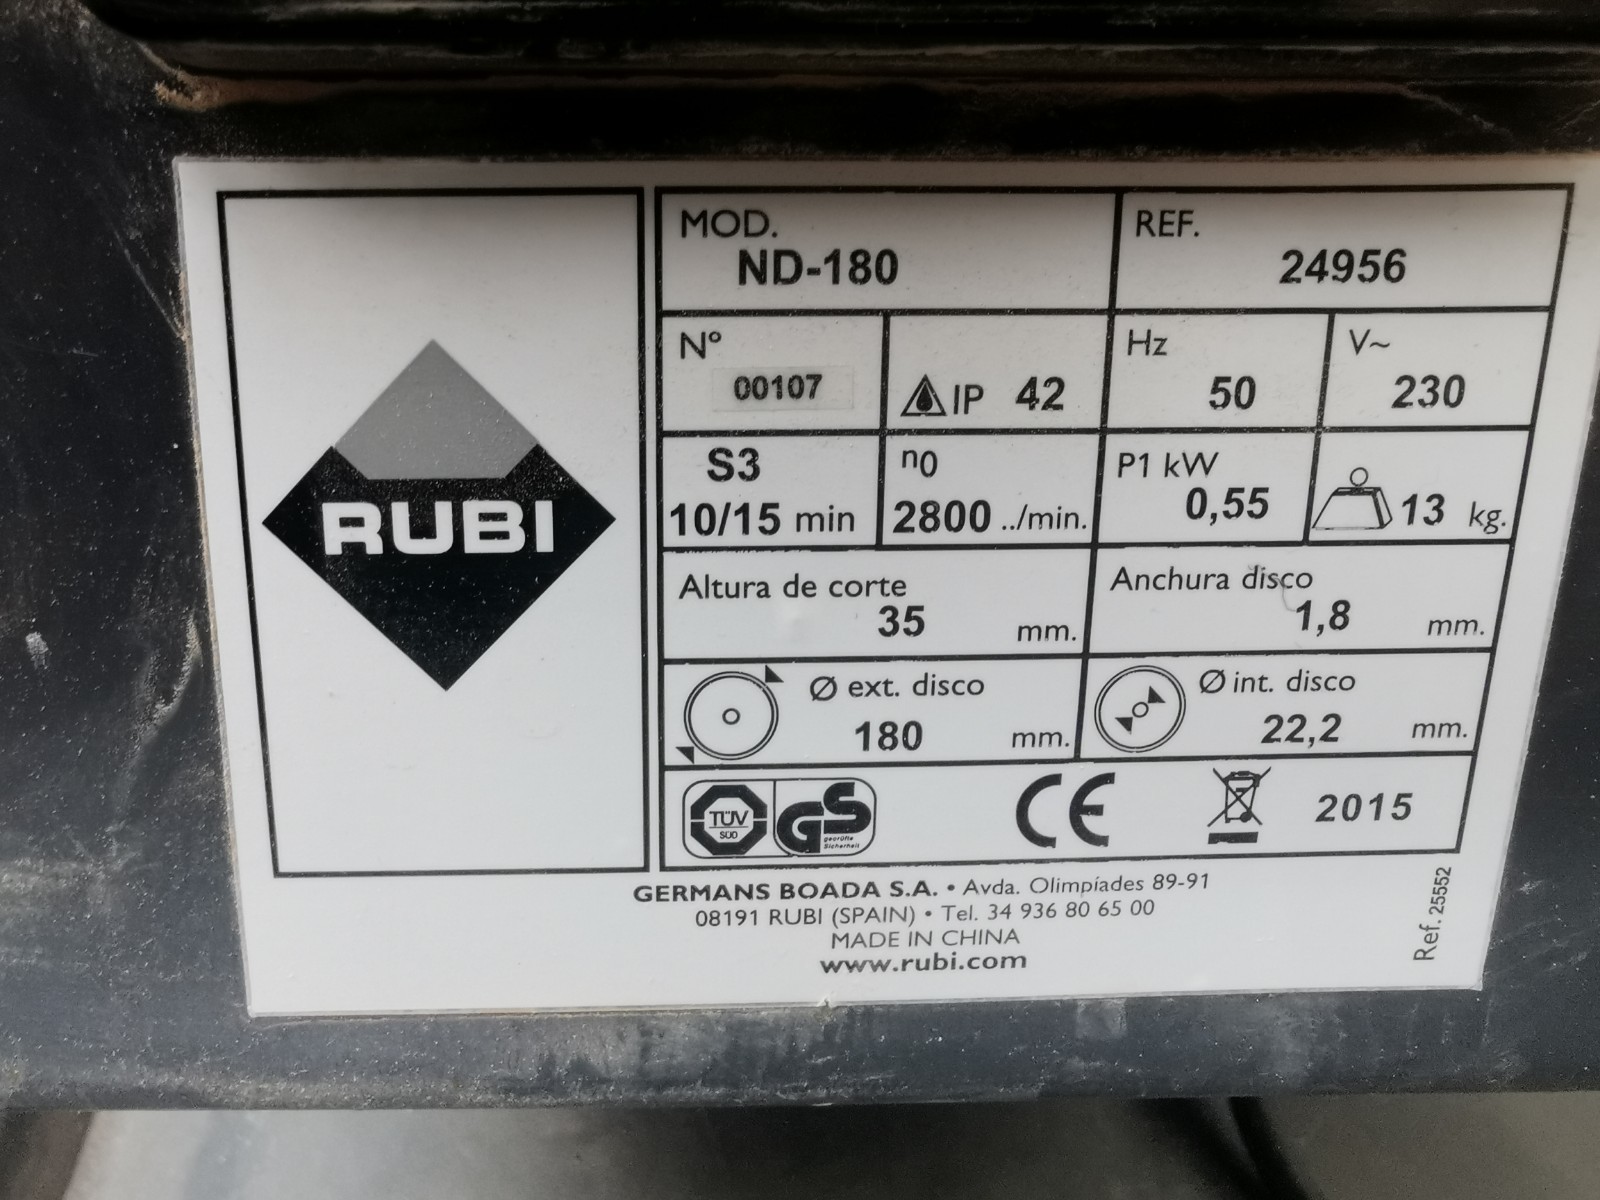 RUBI
MOD.
ND-180
REF.
24956
Nº
00107
IP 42
Hz
50
V~
230
S3
10/15 min
n0
2800 ../min.
P1 kW
0,55
13 kg.
Altura de corte
35 mm.
Anchura disco
1,8 mm.
Ø ext. disco
180 mm.
Ø int. disco
22,2 mm.
TÜV
SÜD
GS
geprüfte
Sicherheit
CE
2015
GERMANS BOADA S.A. • Avda. Olimpíades 89-91
08191 RUBI (SPAIN) • Tel. 34 936 80 65 00
MADE IN CHINA
www.rubi.com
Ref. 25552